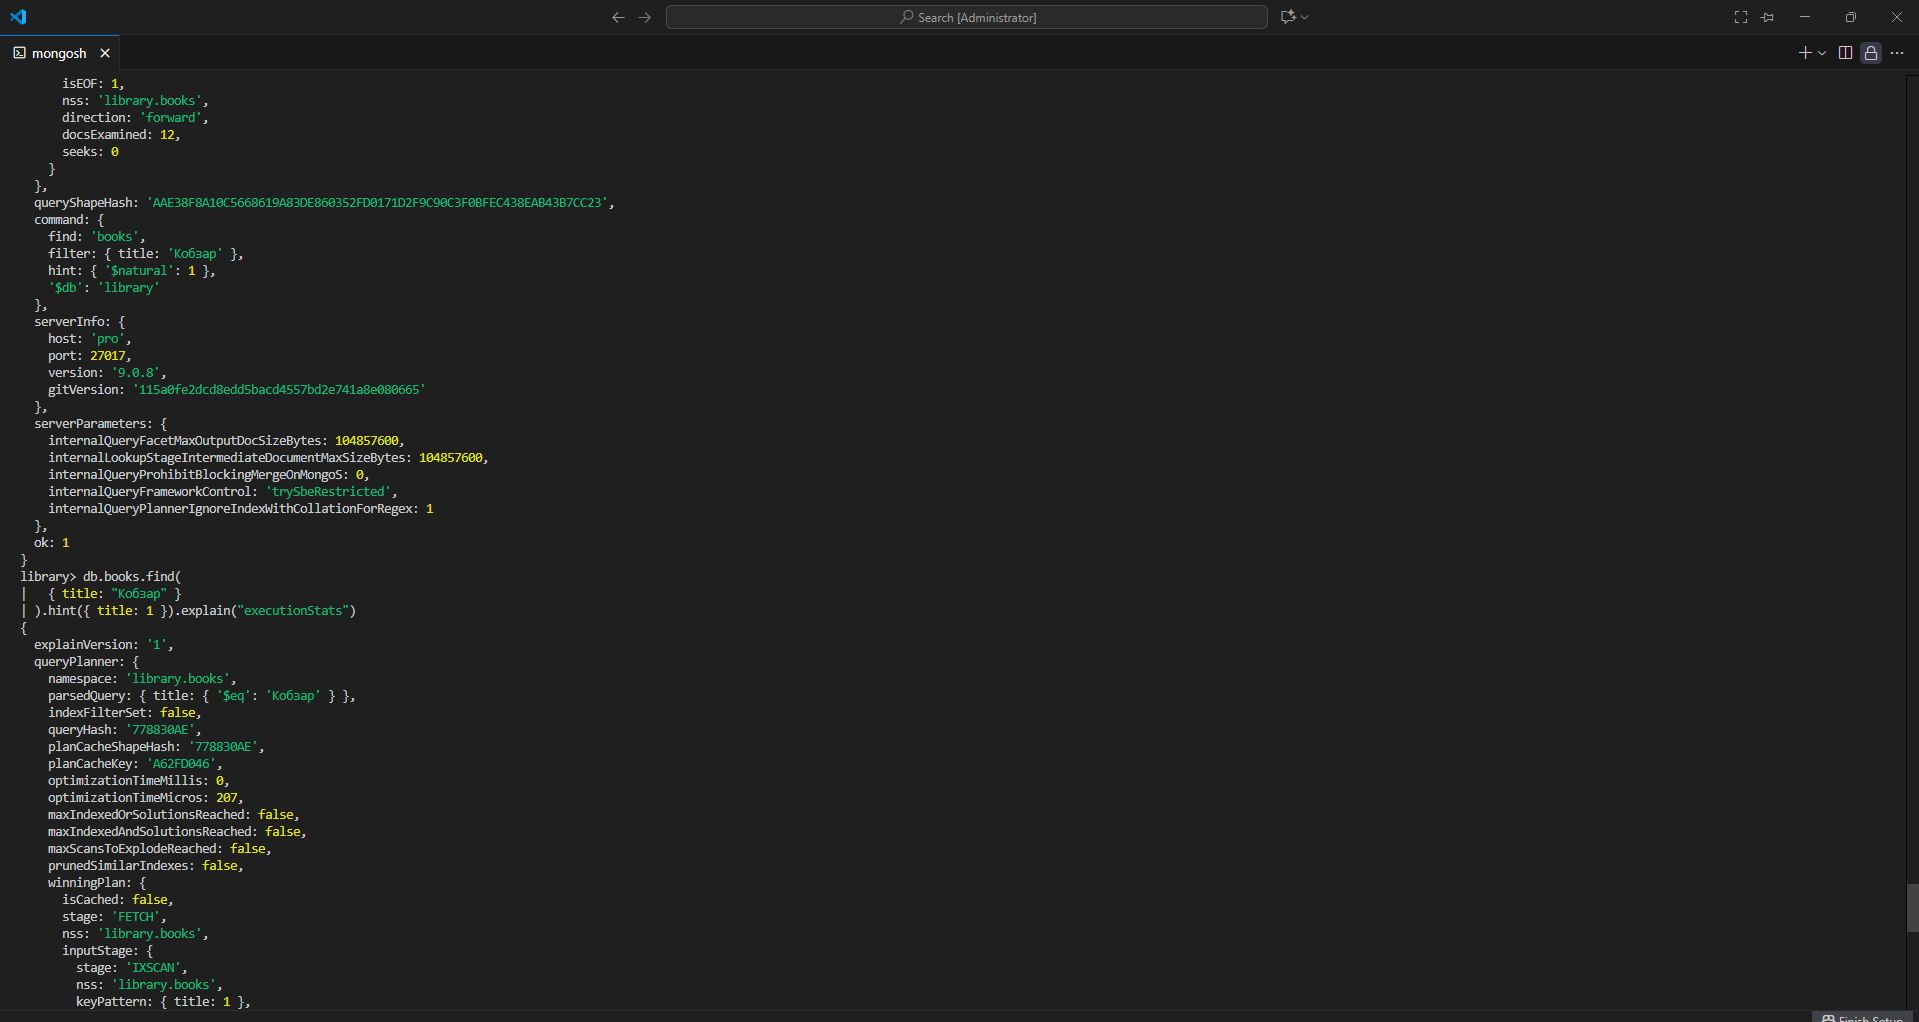 Search [Administrator]
mongosh
isEOF: 1,
nss: 'library.books',
direction: 'forward',
docsExamined: 12,
seeks: 0
}
},
queryShapeHash: 'AAE38F8A10C5668619A83DE860352FD0171D2F9C90C3F0BFEC438EAB43B7CC23',
command: {
find: 'books',
filter: { title: 'Кобзар' },
hint: { '$natural': 1 },
'$db': 'library'
},
serverInfo: {
host: 'pro',
port: 27017,
version: '9.0.8',
gitVersion: '115a0fe2dcd8edd5bacd4557bd2e741a8e080665'
},
serverParameters: {
internalQueryFacetMaxOutputDocSizeBytes: 104857600,
internalLookupStageIntermediateDocumentMaxSizeBytes: 104857600,
internalQueryProhibitBlockingMergeOnMongoS: 0,
internalQueryFrameworkControl: 'trySbeRestricted',
internalQueryPlannerIgnoreIndexWithCollationForRegex: 1
},
ok: 1
}
library> db.books.find(
|   { title: "Кобзар" }
| ).hint({ title: 1 }).explain("executionStats")
{
explainVersion: '1',
queryPlanner: {
namespace: 'library.books',
parsedQuery: { title: { '$eq': 'Кобзар' } },
indexFilterSet: false,
queryHash: '778830AE',
planCacheShapeHash: '778830AE',
planCacheKey: 'A62FD046',
optimizationTimeMillis: 0,
optimizationTimeMicros: 207,
maxIndexedOrSolutionsReached: false,
maxIndexedAndSolutionsReached: false,
maxScansToExplodeReached: false,
prunedSimilarIndexes: false,
winningPlan: {
isCached: false,
stage: 'FETCH',
nss: 'library.books',
inputStage: {
stage: 'IXSCAN',
nss: 'library.books',
keyPattern: { title: 1 },
Finish Setup